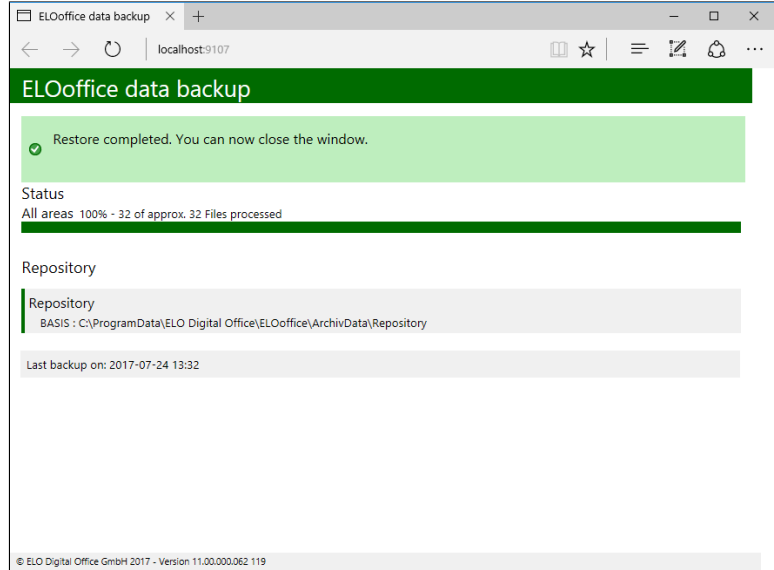 ELOoffice data backup
localhost:9107
ELOoffice data backup
Restore completed. You can now close the window.
Status
All areas 100% - 32 of approx. 32 Files processed
Repository
Repository
BASIS : C:\ProgramData\ELO Digital Office\ELOoffice\ArchivData\Repository
Last backup on: 2017-07-24 13:32
© ELO Digital Office GmbH 2017 - Version 11.00.000.062 119